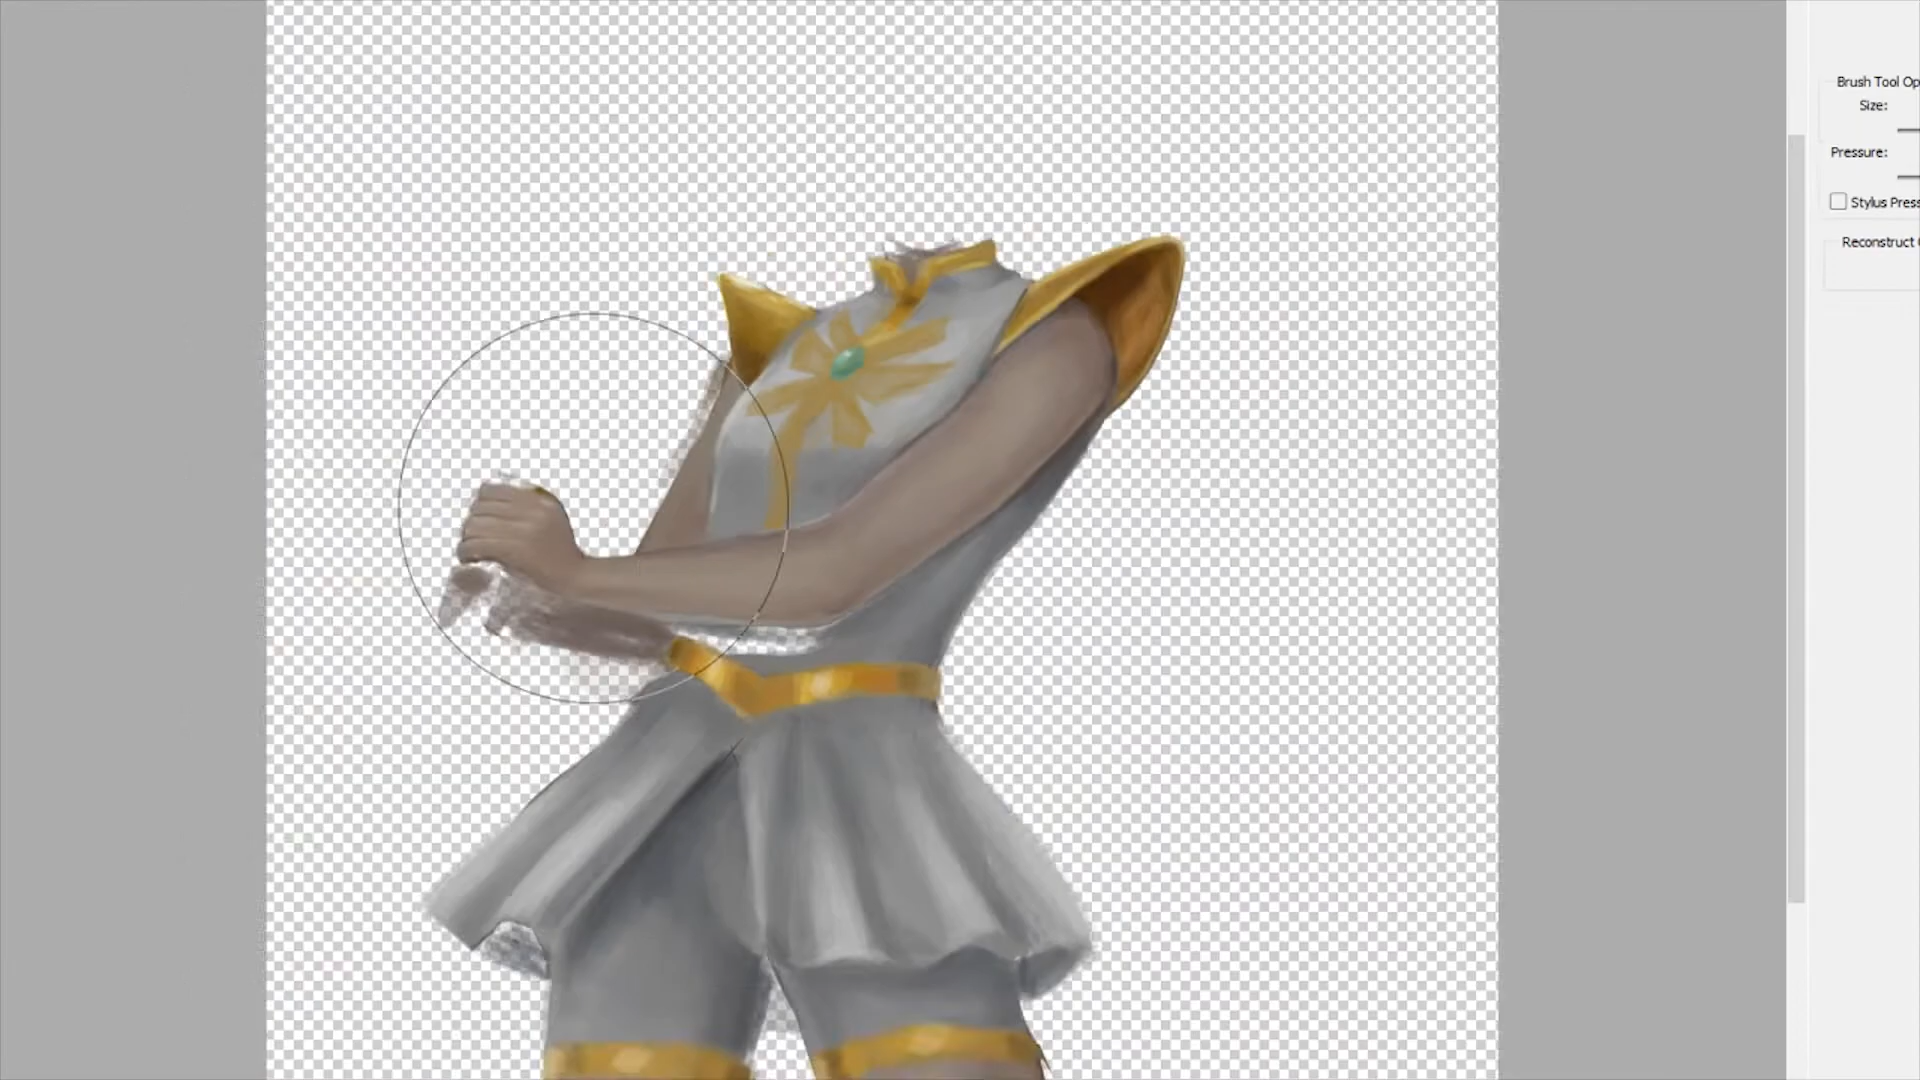 Brush Tool Op
Size:
Pressure:
Stylus Press
Reconstruct